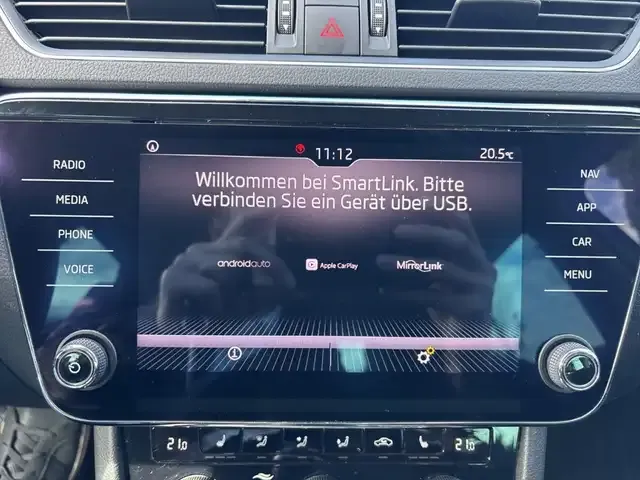 11:12
20.5°C
RADIO
MEDIA
PHONE
VOICE
Willkommen bei SmartLink. Bitte
verbinden Sie ein Gerät über USB.
androidauto
Apple CarPlay
MirrorLink
NAV
APP
CAR
MENU
21.0
21.0